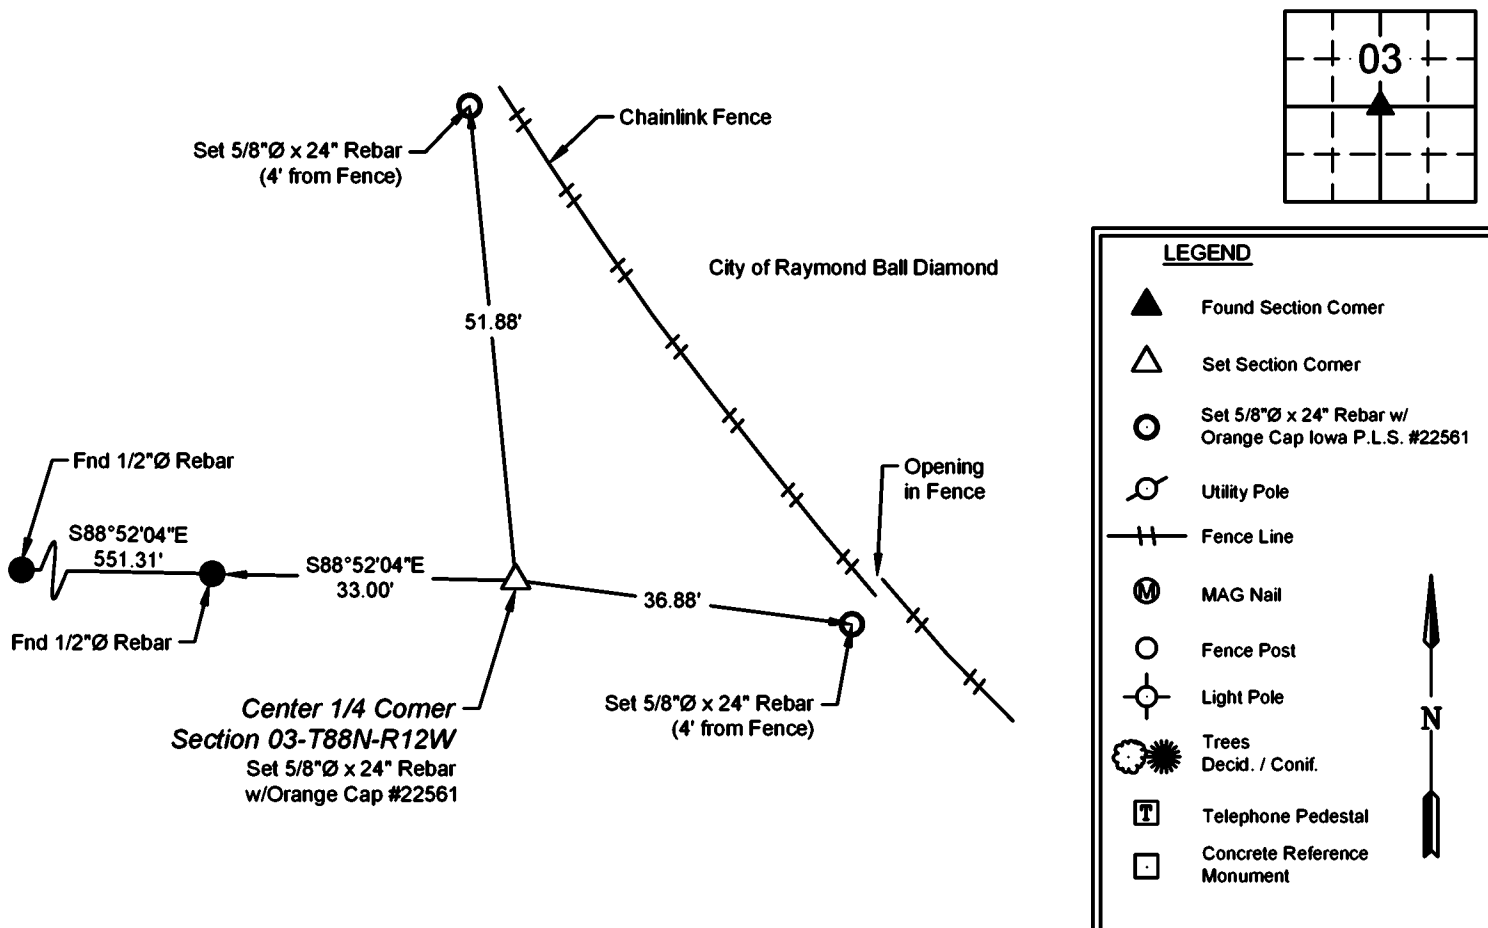 03
Chainlink Fence
Set 5/8"Ø x 24" Rebar
(4' from Fence)
City of Raymond Ball Diamond
51.88'
Fnd 1/2"Ø Rebar
Opening
in Fence
S88°52'04"E
551.31'
S88°52'04"E
33.00'
36.88'
Fnd 1/2"Ø Rebar
Center 1/4 Corner
Section 03-T88N-R12W
Set 5/8"Ø x 24" Rebar
w/Orange Cap #22561
Set 5/8"Ø x 24" Rebar
(4' from Fence)
LEGEND
Found Section Corner
Set Section Corner
Set 5/8"Ø x 24" Rebar w/
Orange Cap Iowa P.L.S. #22561
Utility Pole
Fence Line
M
MAG Nail
Fence Post
Light Pole
Trees
Decid. / Conif.
T
Telephone Pedestal
Concrete Reference
Monument
N